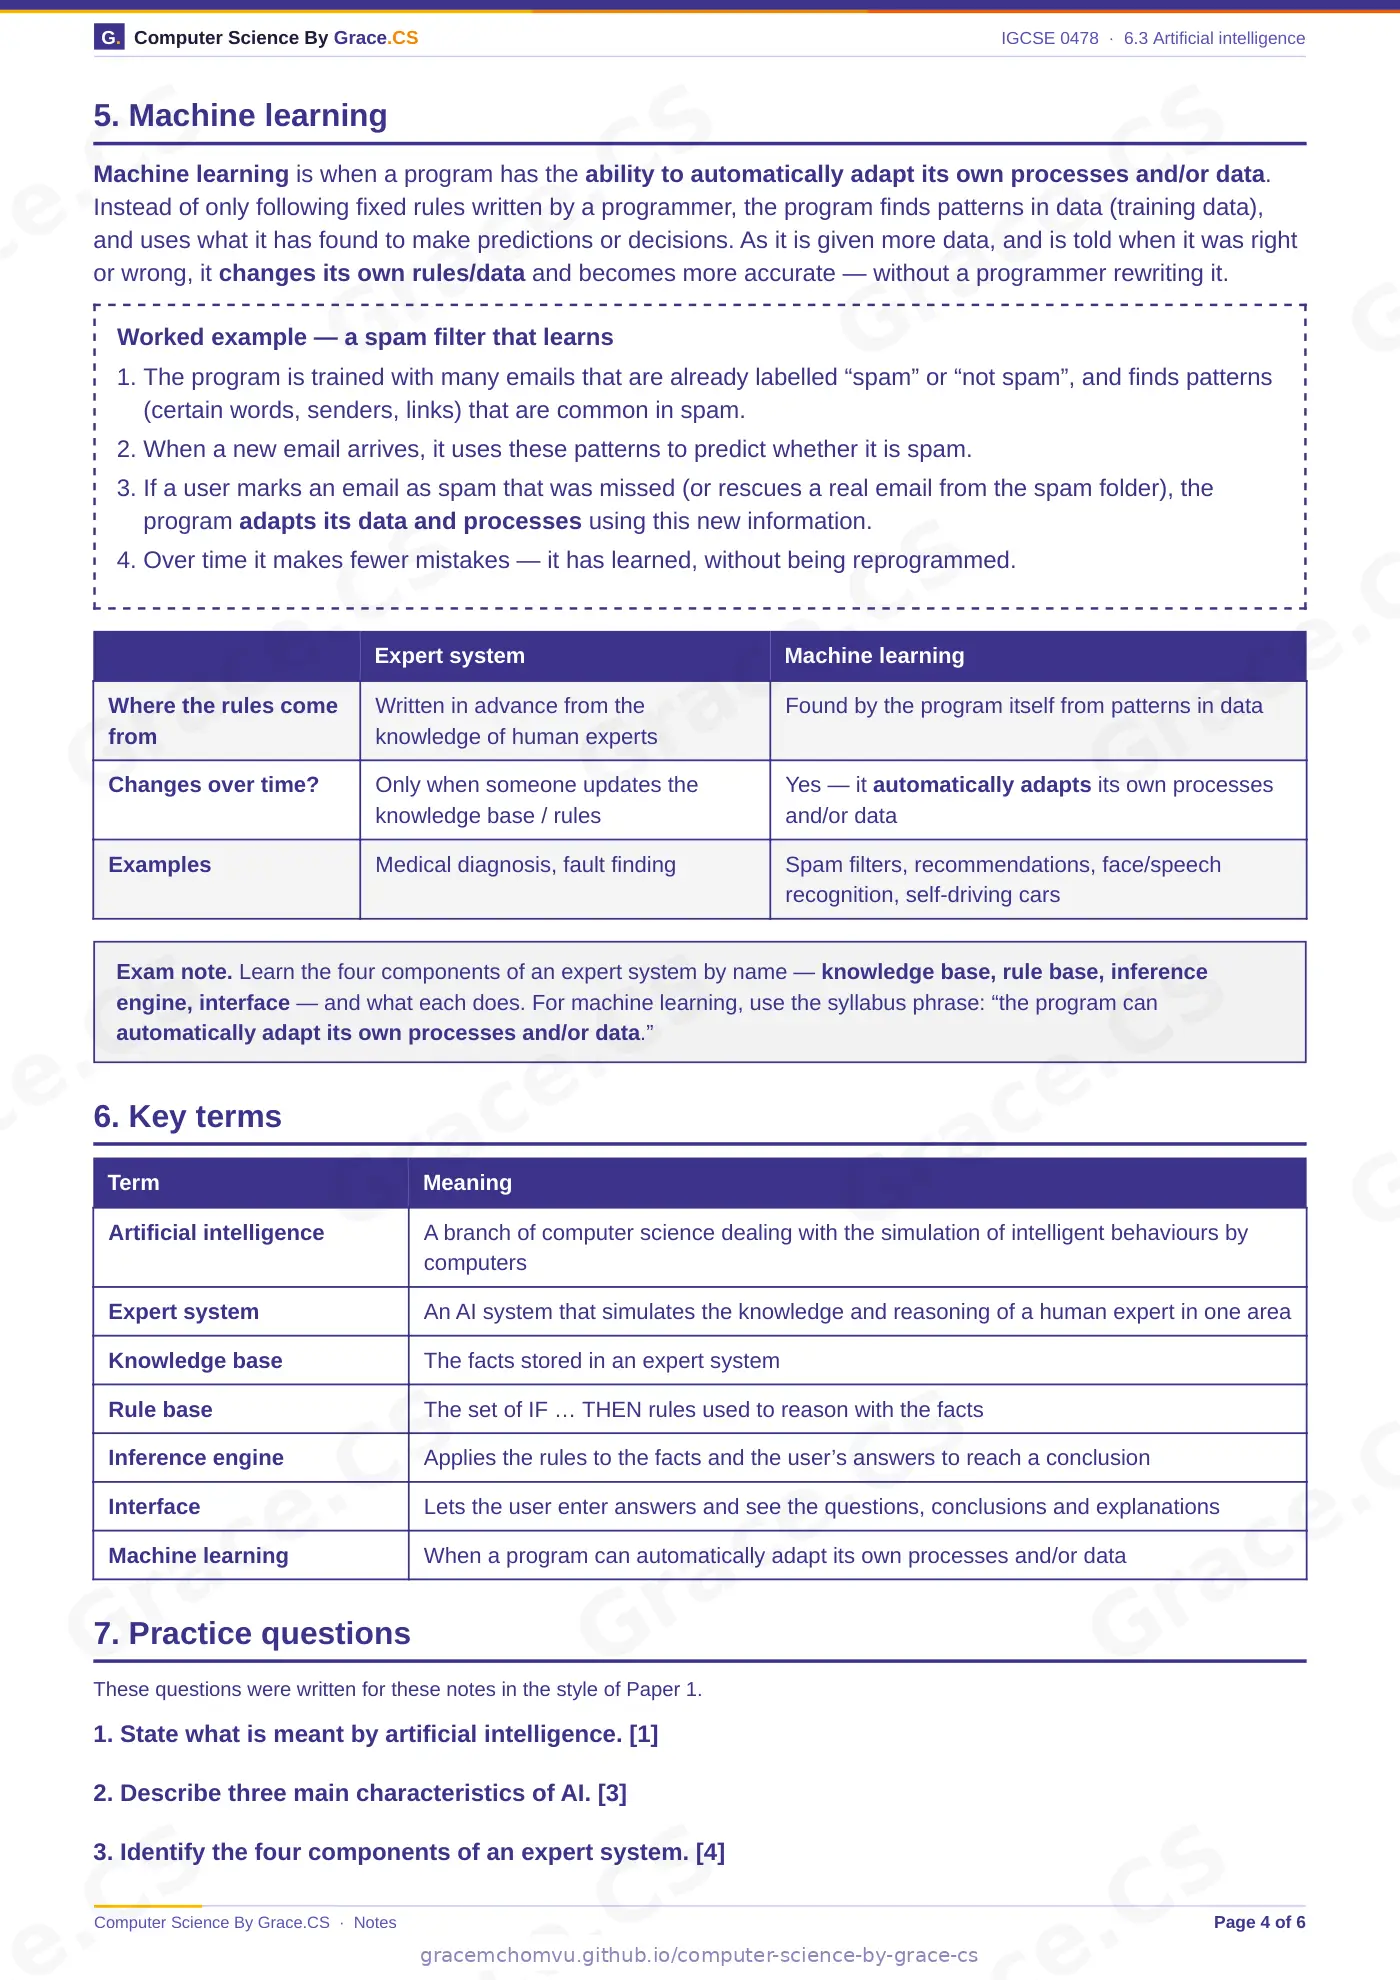 G. Computer Science By Grace.CS
IGCSE 0478 · 6.3 Artificial intelligence
5. Machine learning
Machine learning is when a program has the ability to automatically adapt its own processes and/or data.
Instead of only following fixed rules written by a programmer, the program finds patterns in data (training data),
and uses what it has found to make predictions or decisions. As it is given more data, and is told when it was right
or wrong, it changes its own rules/data and becomes more accurate — without a programmer rewriting it.
Worked example — a spam filter that learns
1. The program is trained with many emails that are already labelled “spam” or “not spam”, and finds patterns
(certain words, senders, links) that are common in spam.
2. When a new email arrives, it uses these patterns to predict whether it is spam.
3. If a user marks an email as spam that was missed (or rescues a real email from the spam folder), the
program adapts its data and processes using this new information.
4. Over time it makes fewer mistakes — it has learned, without being reprogrammed.
Expert system
Machine learning
Where the rules come
from
Written in advance from the
knowledge of human experts
Found by the program itself from patterns in data
Changes over time?
Only when someone updates the
knowledge base / rules
Yes — it automatically adapts its own processes
and/or data
Examples
Medical diagnosis, fault finding
Spam filters, recommendations, face/speech
recognition, self-driving cars
Exam note. Learn the four components of an expert system by name — knowledge base, rule base, inference
engine, interface — and what each does. For machine learning, use the syllabus phrase: “the program can
automatically adapt its own processes and/or data.”
6. Key terms
Term
Meaning
Artificial intelligence
A branch of computer science dealing with the simulation of intelligent behaviours by
computers
Expert system
An AI system that simulates the knowledge and reasoning of a human expert in one area
Knowledge base
The facts stored in an expert system
Rule base
The set of IF … THEN rules used to reason with the facts
Inference engine
Applies the rules to the facts and the user’s answers to reach a conclusion
Interface
Lets the user enter answers and see the questions, conclusions and explanations
Machine learning
When a program can automatically adapt its own processes and/or data
7. Practice questions
These questions were written for these notes in the style of Paper 1.
1. State what is meant by artificial intelligence. [1]
2. Describe three main characteristics of AI. [3]
3. Identify the four components of an expert system. [4]
Computer Science By Grace.CS · Notes
Page 4 of 6
gracemchomvu.github.io/computer-science-by-grace-cs